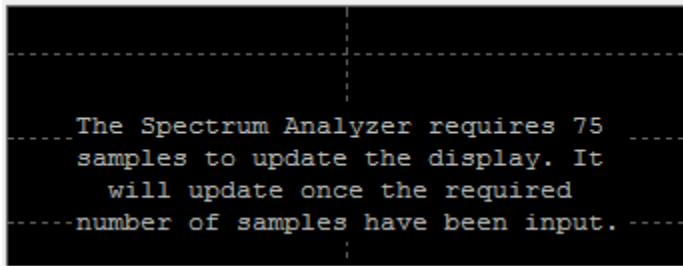 The Spectrum Analyzer requires 75
samples to update the display. It
will update once the required
number of samples have been input.